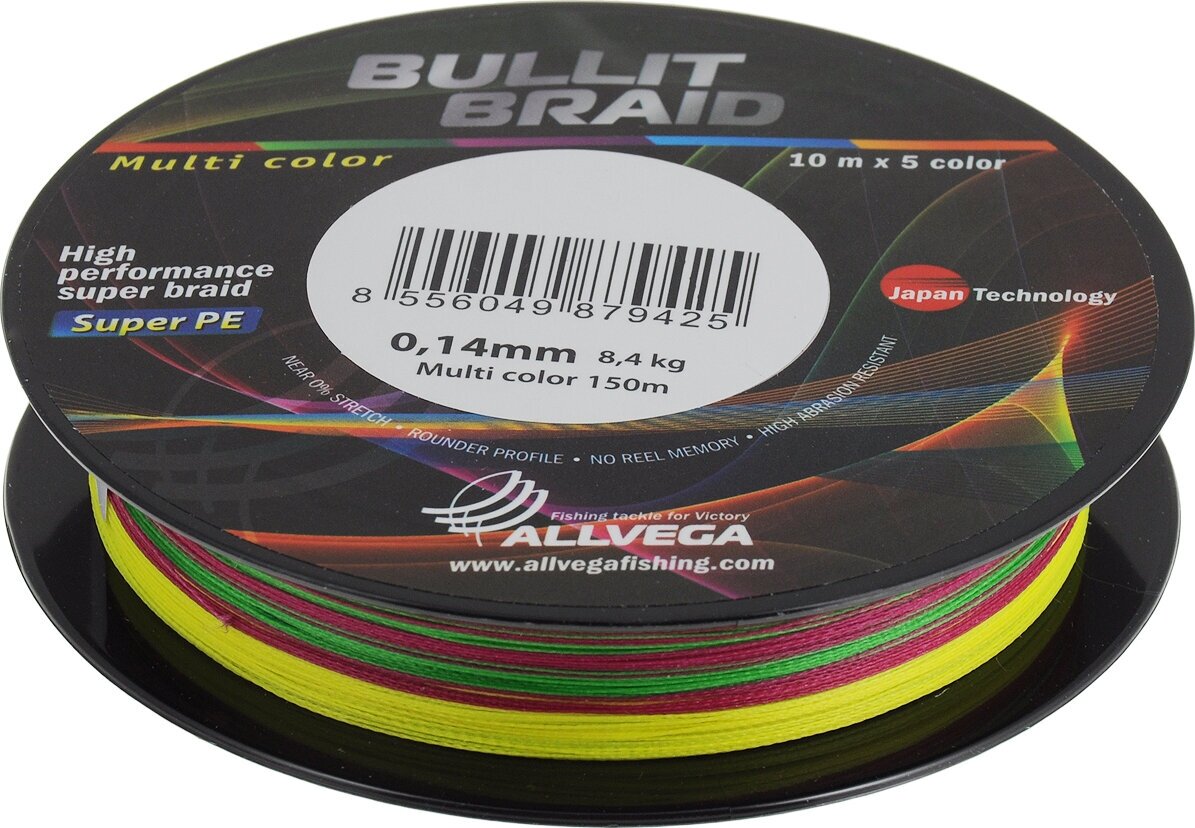 BULLIT
BRAID
Multi color
10 m x 5 color
High
performance
super braid
Super PE
8 556049 879425
0,14mm 8,4 kg
Multi color 150m
Japan Technology
NEAR 0% STRETCH • ROUNDER PROFILE • NO REEL MEMORY • HIGH ABRASION RESISTANT
Fishing tackle for Victory
ALLVEGA
www.allvegafishing.com